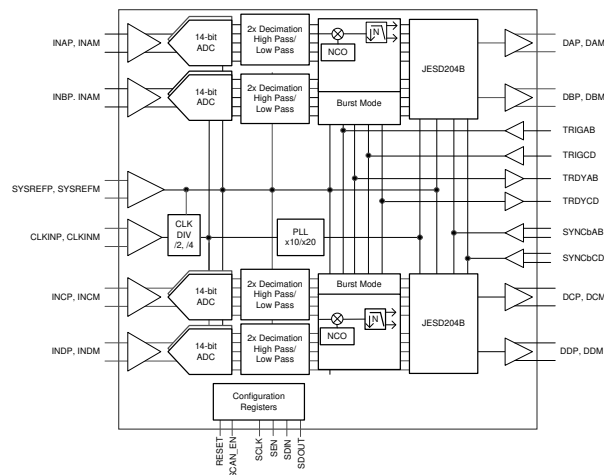 INAP, INAM
14-bit
ADC
2x Decimation
High Pass/
Low Pass
NCO
N
JESD204B
DAP, DAM
INBP. INAM
14-bit
ADC
2x Decimation
High Pass/
Low Pass
Burst Mode
DBP, DBM
TRIGAB
TRIGCD
TRDYAB
TRDYCD
SYSREFP, SYSREFM
CLKINP, CLKINM
CLK
DIV
/2, /4
PLL
x10/x20
SYNCbAB
SYNCbCD
INCP, INCM
14-bit
ADC
2x Decimation
High Pass/
Low Pass
Burst Mode
NCO
N
JESD204B
DCP, DCM
INDP, INDM
14-bit
ADC
2x Decimation
High Pass/
Low Pass
DDP, DDM
Configuration
Registers
RESET
SCAN_EN
SCLK
SEN
SDIN
SDOUT